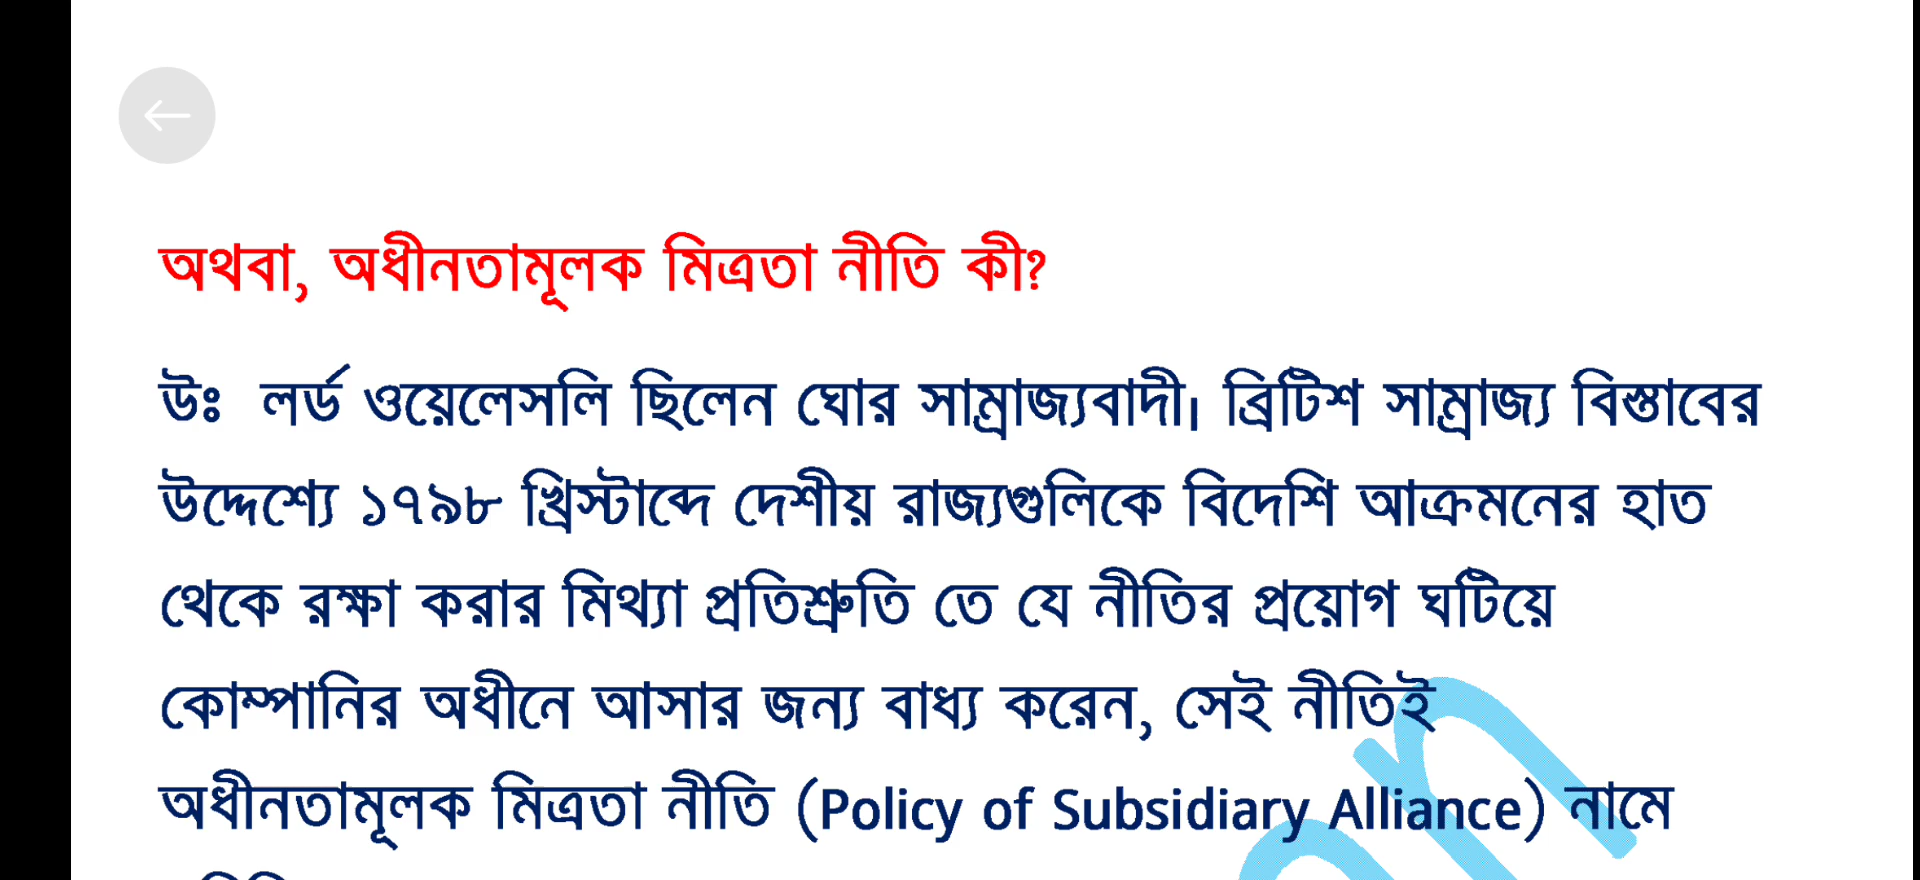 অথবা, অধীনতামূলক মিত্রতা নীতি কী?
উঃ লর্ড ওয়েলেসলি ছিলেন ঘোর সাম্রাজ্যবাদী। ব্রিটিশ সাম্রাজ্য বিস্তাবের
উদ্দেশ্যে ১৭৯৮ খ্রিস্টাব্দে দেশীয় রাজ্যগুলিকে বিদেশি আক্রমনের হাত
থেকে রক্ষা করার মিথ্যা প্রতিশ্রুতি তে যে নীতির প্রয়োগ ঘটিয়ে
কোম্পানির অধীনে আসার জন্য বাধ্য করেন, সেই নীতিই
অধীনতামূলক মিত্রতা নীতি (Policy of Subsidiary Alliance) নামে